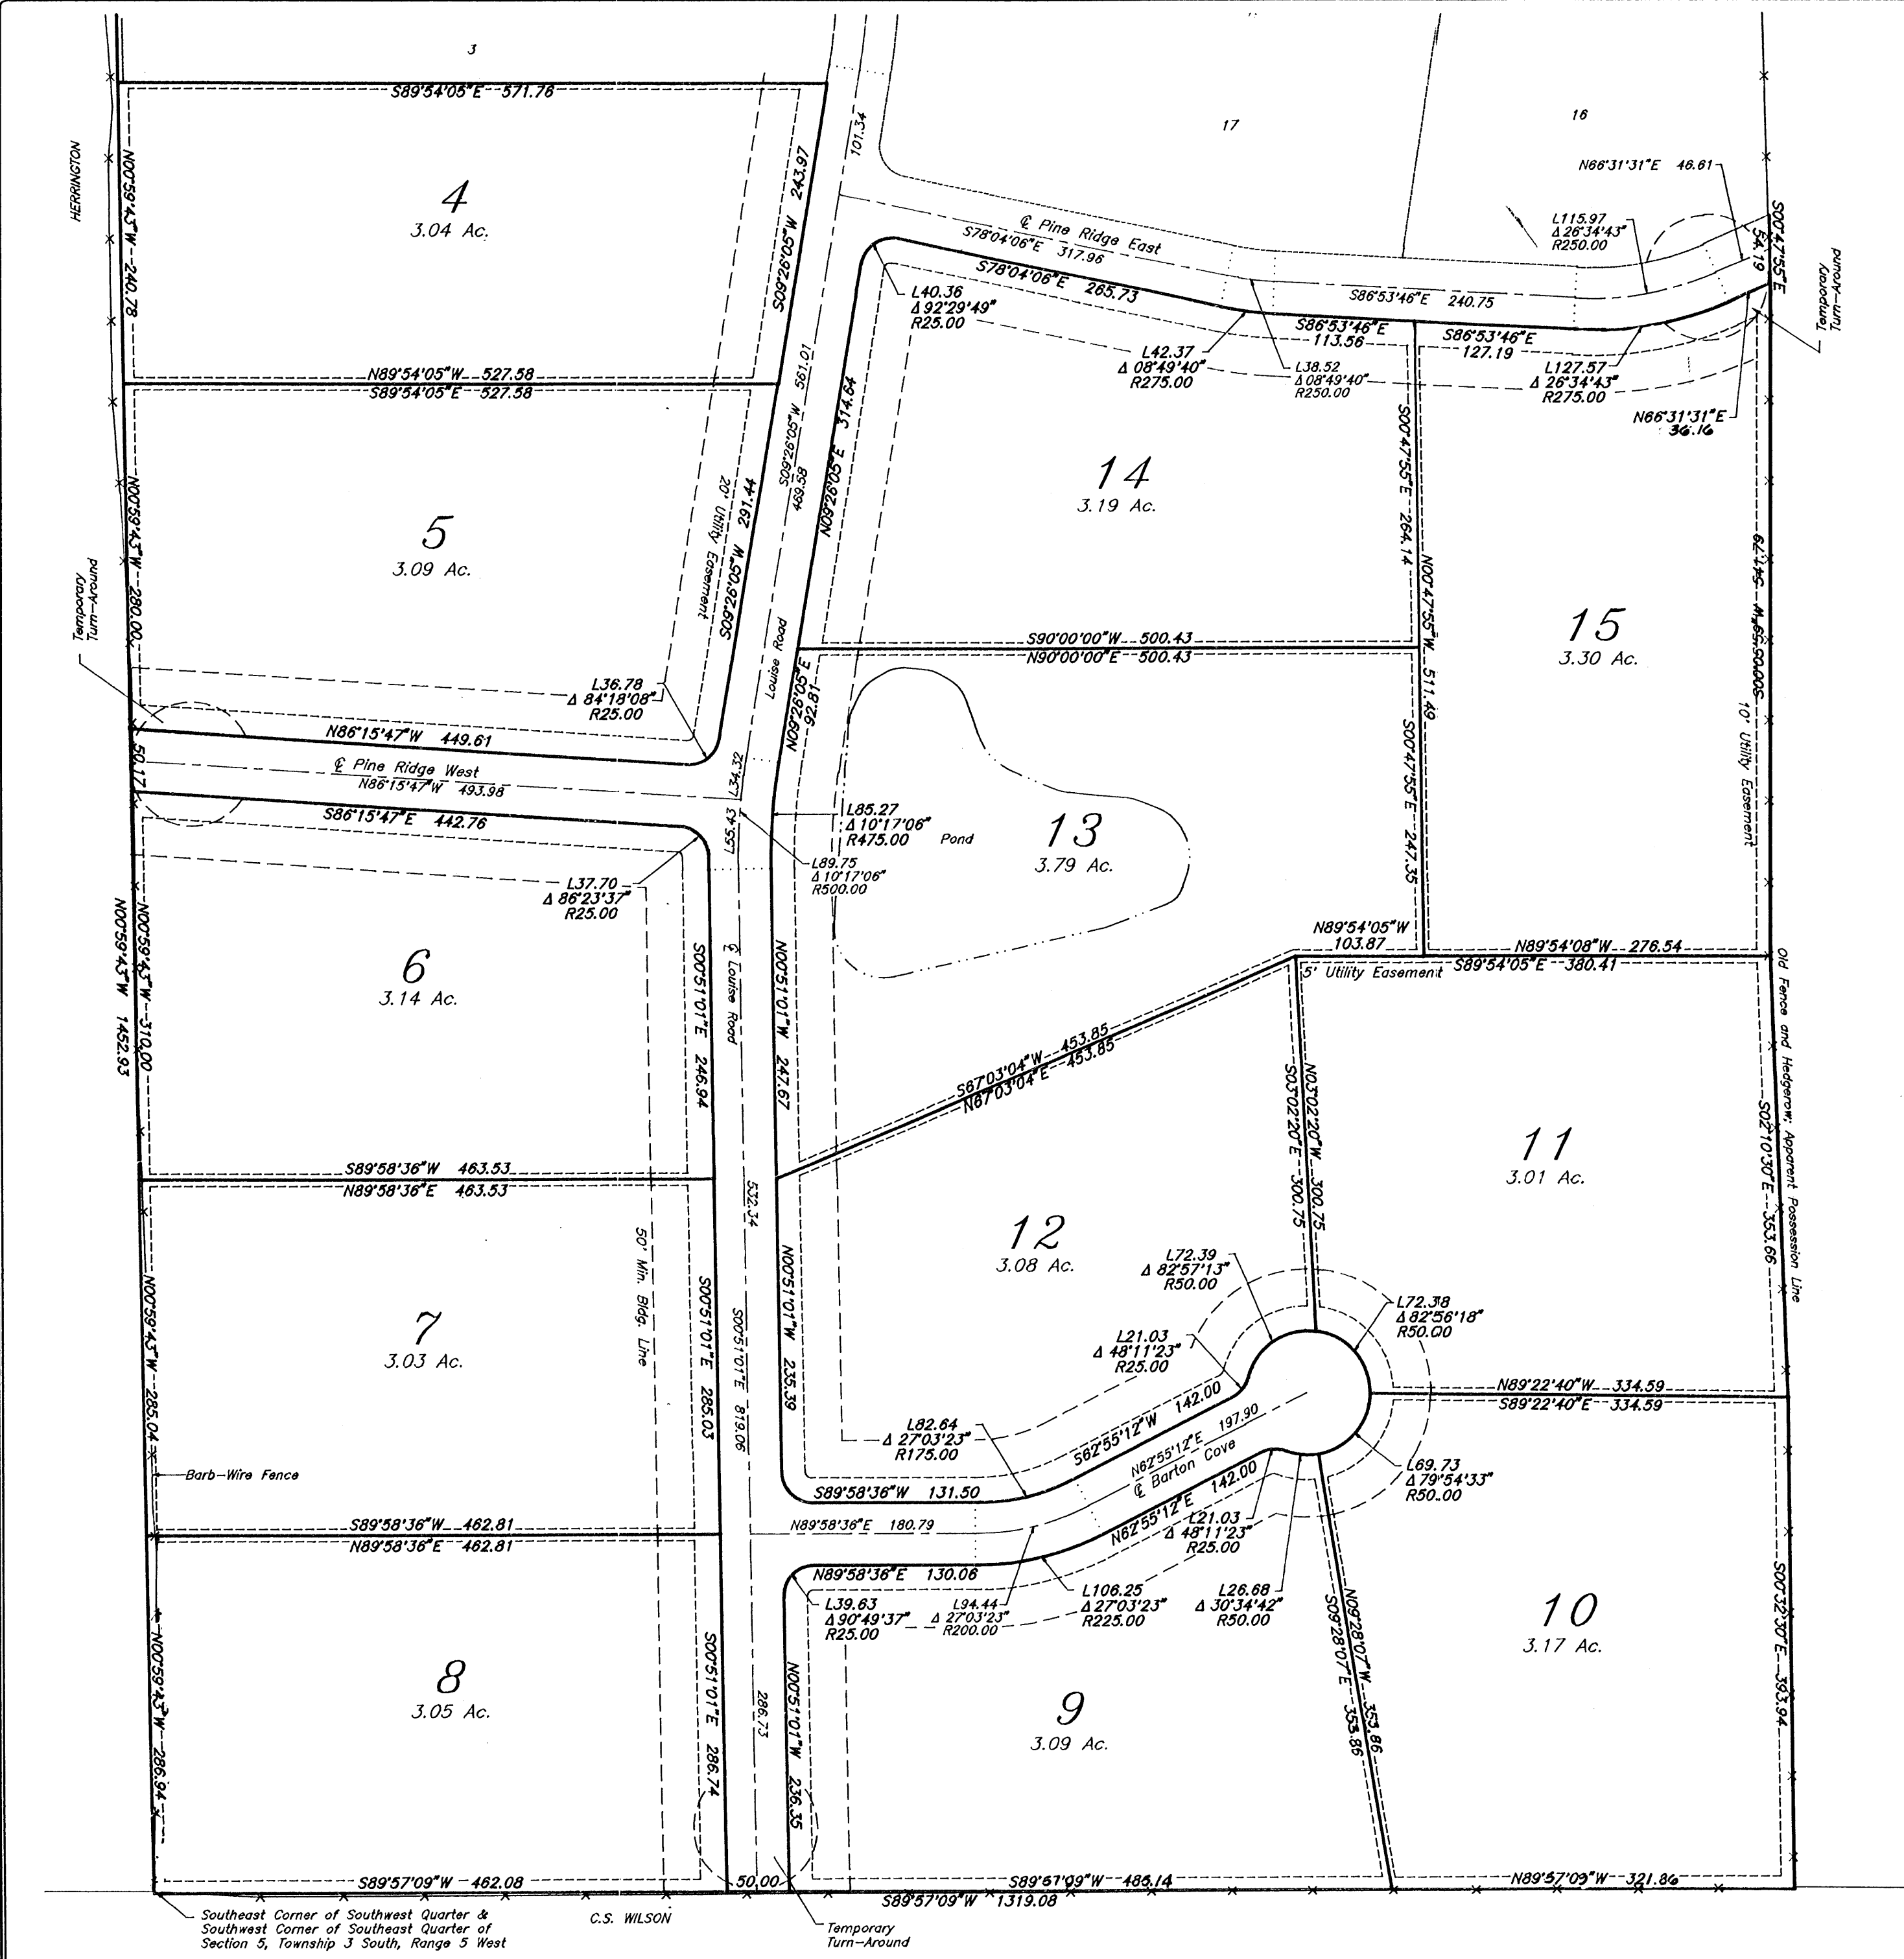 3
17
16
HERRINGTON
S89°54'05"E 571.76
N00°59'43"W 240.78
4
3.04 Ac.
S09°26'05"W 243.97
101.34
℄ Pine Ridge East
S78°04'06"E 317.96
S78°04'06"E 265.73
N66°31'31"E 46.61
L115.97
Δ 26°34'43"
R250.00
S00°47'55"E
54.19
Temporary
Turn-Around
L40.36
Δ 92°29'49"
R25.00
S86°53'46"E 240.75
S86°53'46"E
113.56
S86°53'46"E
127.19
L42.37
Δ 08°49'40"
R275.00
L38.52
Δ 08°49'40"
R250.00
L127.57
Δ 26°34'43"
R275.00
N66°31'31"E
36.16
N89°54'05"W 527.58
S89°54'05"E 527.58
N00°59'43"W 280.00
5
3.09 Ac.
20' Utility Easement
S09°26'05"W 291.44
S09°26'05"W 561.01
469.58
N09°26'05"E 314.64
14
3.19 Ac.
S00°47'55"E 264.14
N00°47'55"W 511.49
15
3.30 Ac.
10' Utility Easement
S90°00'00"W 500.43
N90°00'00"E 500.43
Temporary
Turn-Around
L36.78
Δ 84°18'08"
R25.00
Louise Road
N09°26'05"E
92.81
N86°15'47"W 449.61
50.17
℄ Pine Ridge West
N86°15'47"W 493.98
S86°15'47"E 442.76
L34.32
L55.43
L85.27
Δ 10°17'06"
R475.00
Pond
L89.75
Δ 10°17'06"
R500.00
13
3.79 Ac.
S00°47'55"E 247.35
L37.70
Δ 86°23'37"
R25.00
N00°59'43"W 1452.93
N00°59'43"W 310.00
6
3.14 Ac.
S00°51'01"E 246.94
℄ Louise Road
N00°51'01"W 247.67
N89°54'05"W
103.87
N89°54'08"W 276.54
5' Utility Easement
S89°54'05"E 380.41
Old Fence and Hedgerow; Apparent Possession Line
S67°03'04"W 453.85
N67°03'04"E 453.85
S03°02'20"E 300.75
N03°02'20"W 300.75
11
3.01 Ac.
S02°10'30"E 353.66
S89°58'36"W 463.53
N89°58'36"E 463.53
532.34
12
3.08 Ac.
N00°59'43"W 285.04
7
3.03 Ac.
50' Min. Bldg. Line
S00°51'01"E 285.03
S00°51'01"E 819.06
N00°51'01"W 235.39
L72.39
Δ 82°57'13"
R50.00
L72.38
Δ 82°56'18"
R50.00
L21.03
Δ 48°11'23"
R25.00
N89°22'40"W 334.59
S89°22'40"E 334.59
L82.64
Δ 27°03'23"
R175.00
S62°55'12"W 142.00
N62°55'12"E 197.90
℄ Barton Cove
N62°55'12"E 142.00
L69.73
Δ 79°54'33"
R50.00
Barb-Wire Fence
S89°58'36"W 131.50
N89°58'36"E 180.79
L21.03
Δ 48°11'23"
R25.00
S89°58'36"W 462.81
N89°58'36"E 462.81
N89°58'36"E 130.06
L39.63
Δ 90°49'37"
R25.00
L94.44
Δ 27°03'23"
R200.00
L106.25
Δ 27°03'23"
R225.00
L26.68
Δ 30°34'42"
R50.00
N00°59'43"W 286.94
8
3.05 Ac.
S00°51'01"E 286.74
286.73
N00°51'01"W 236.35
9
3.09 Ac.
S09°28'07"E 353.86
N09°28'07"W 353.86
10
3.17 Ac.
S00°32'30"E 393.94
S89°57'09"W 462.08
50.00
S89°57'09"W 485.14
N89°57'09"W 321.86
S89°57'09"W 1319.08
Southeast Corner of Southwest Quarter &
Southwest Corner of Southeast Quarter of
Section 5, Township 3 South, Range 5 West
C.S. WILSON
Temporary
Turn-Around